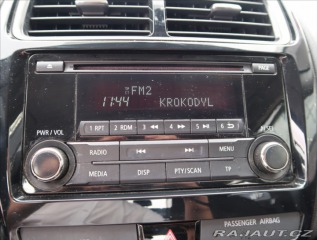 PAGE
FM2
11:44 KROKODYL
1 RPT 2 RDM 3 4 5 6
PWR / VOL
RADIO MENU
MEDIA DISP PTY/SCAN TP
PASSENGER AIRBAG
RAJAUT.CZ